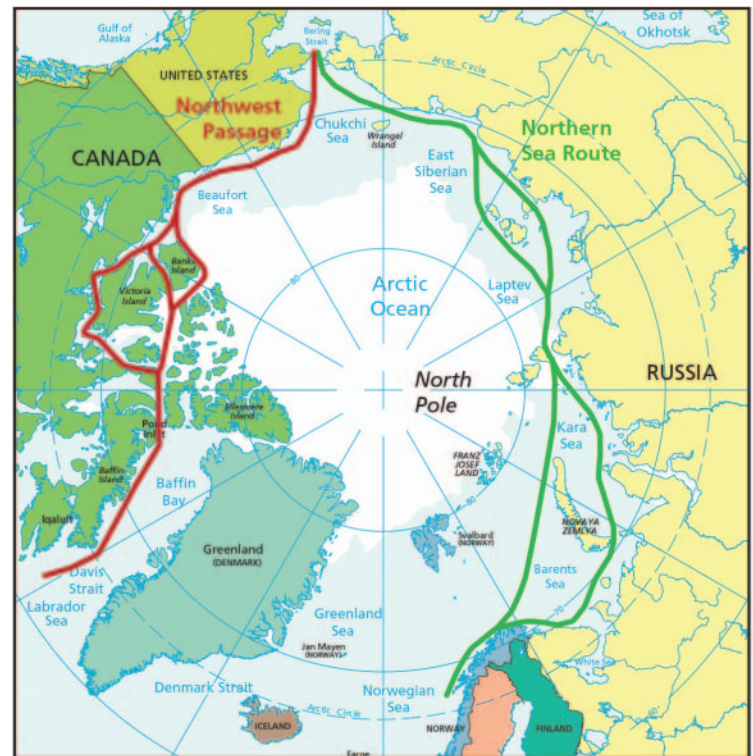 Gulf of
Alaska
Bering
Strait
Sea of
Okhotsk
Arctic Circle
UNITED STATES
Northwest
Passage
Chukchi
Sea
Wrangel
Island
Northern
Sea Route
CANADA
East
Siberian
Sea
Beaufort
Sea
Banks
Island
80
Victoria
Island
Arctic
Ocean
Laptev
Sea
North
Pole
RUSSIA
Ellesmere
Island
Pond
Inlet
Kara
Sea
Baffin
Island
FRANZ
JOSEF
LAND
Baffin
Bay
80
Iqaluit
NOVAYA
ZEMLYA
Svalbard
(NORWAY)
Greenland
(DENMARK)
Davis
Strait
Barents
Sea
Labrador
Sea
70
Greenland
Sea
Jan Mayen
(NORWAY)
White Sea
Denmark Strait
Norwegian
Sea
Arctic Circle
ICELAND
NORWAY
FINLAND
Faroe